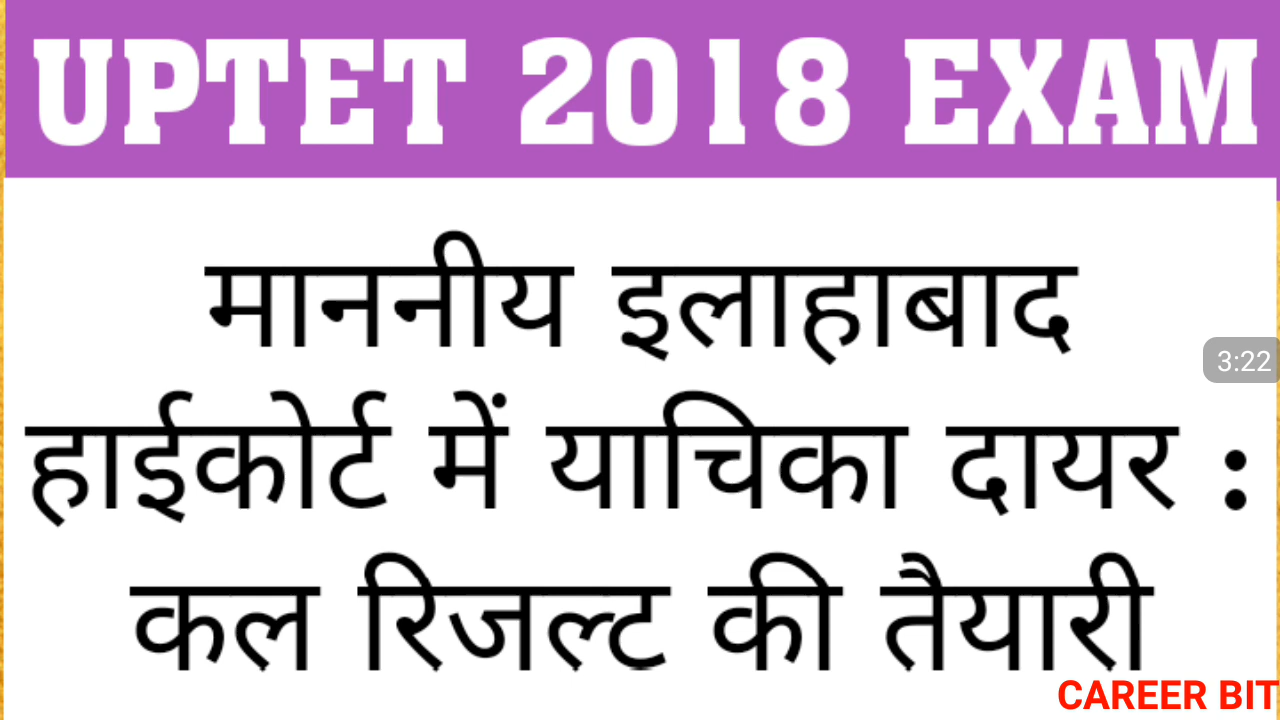 UPTET 2018 EXAM
माननीय इलाहाबाद
3:22
हाईकोर्ट में याचिका दायर :
कल रिजल्ट की तैयारी
CAREER BIT